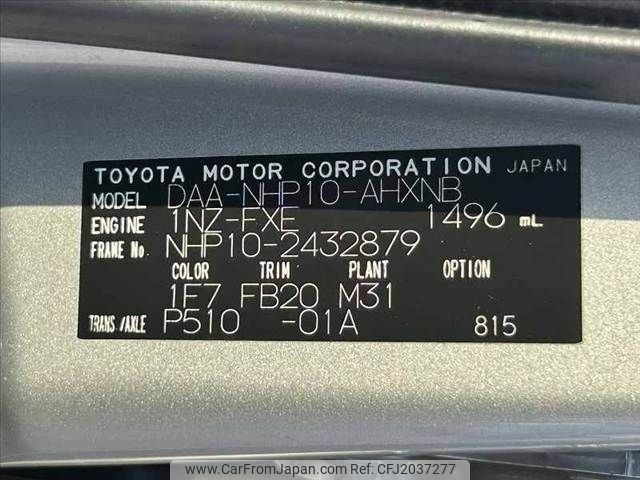 TOYOTA MOTOR CORPORATION JAPAN
MODEL DAA-NHP10-AHXNB
ENGINE 1NZ-FXE 1496 mL
FRAME No NHP10-2432879
COLOR TRIM PLANT OPTION
1F7 FB20 M31
TRANS/AXLE P510 -01A 815
© www.CarFromJapan.com CFJ2037277